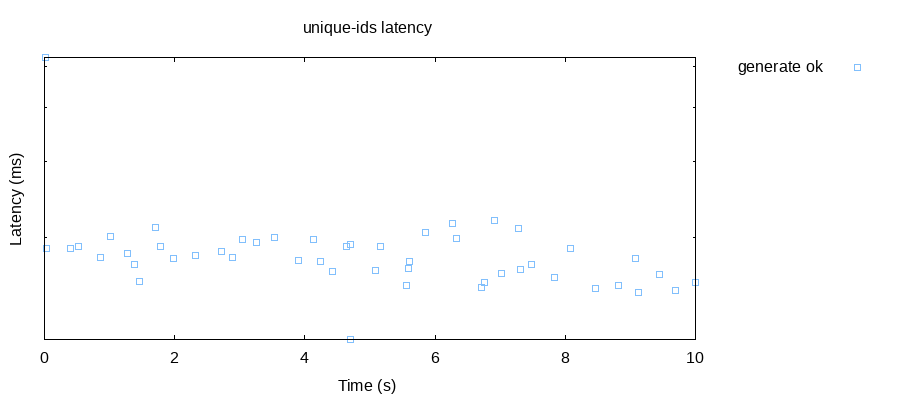 unique-ids latency
generate ok
Latency (ms)
0 2 4 6 8 10
Time (s)